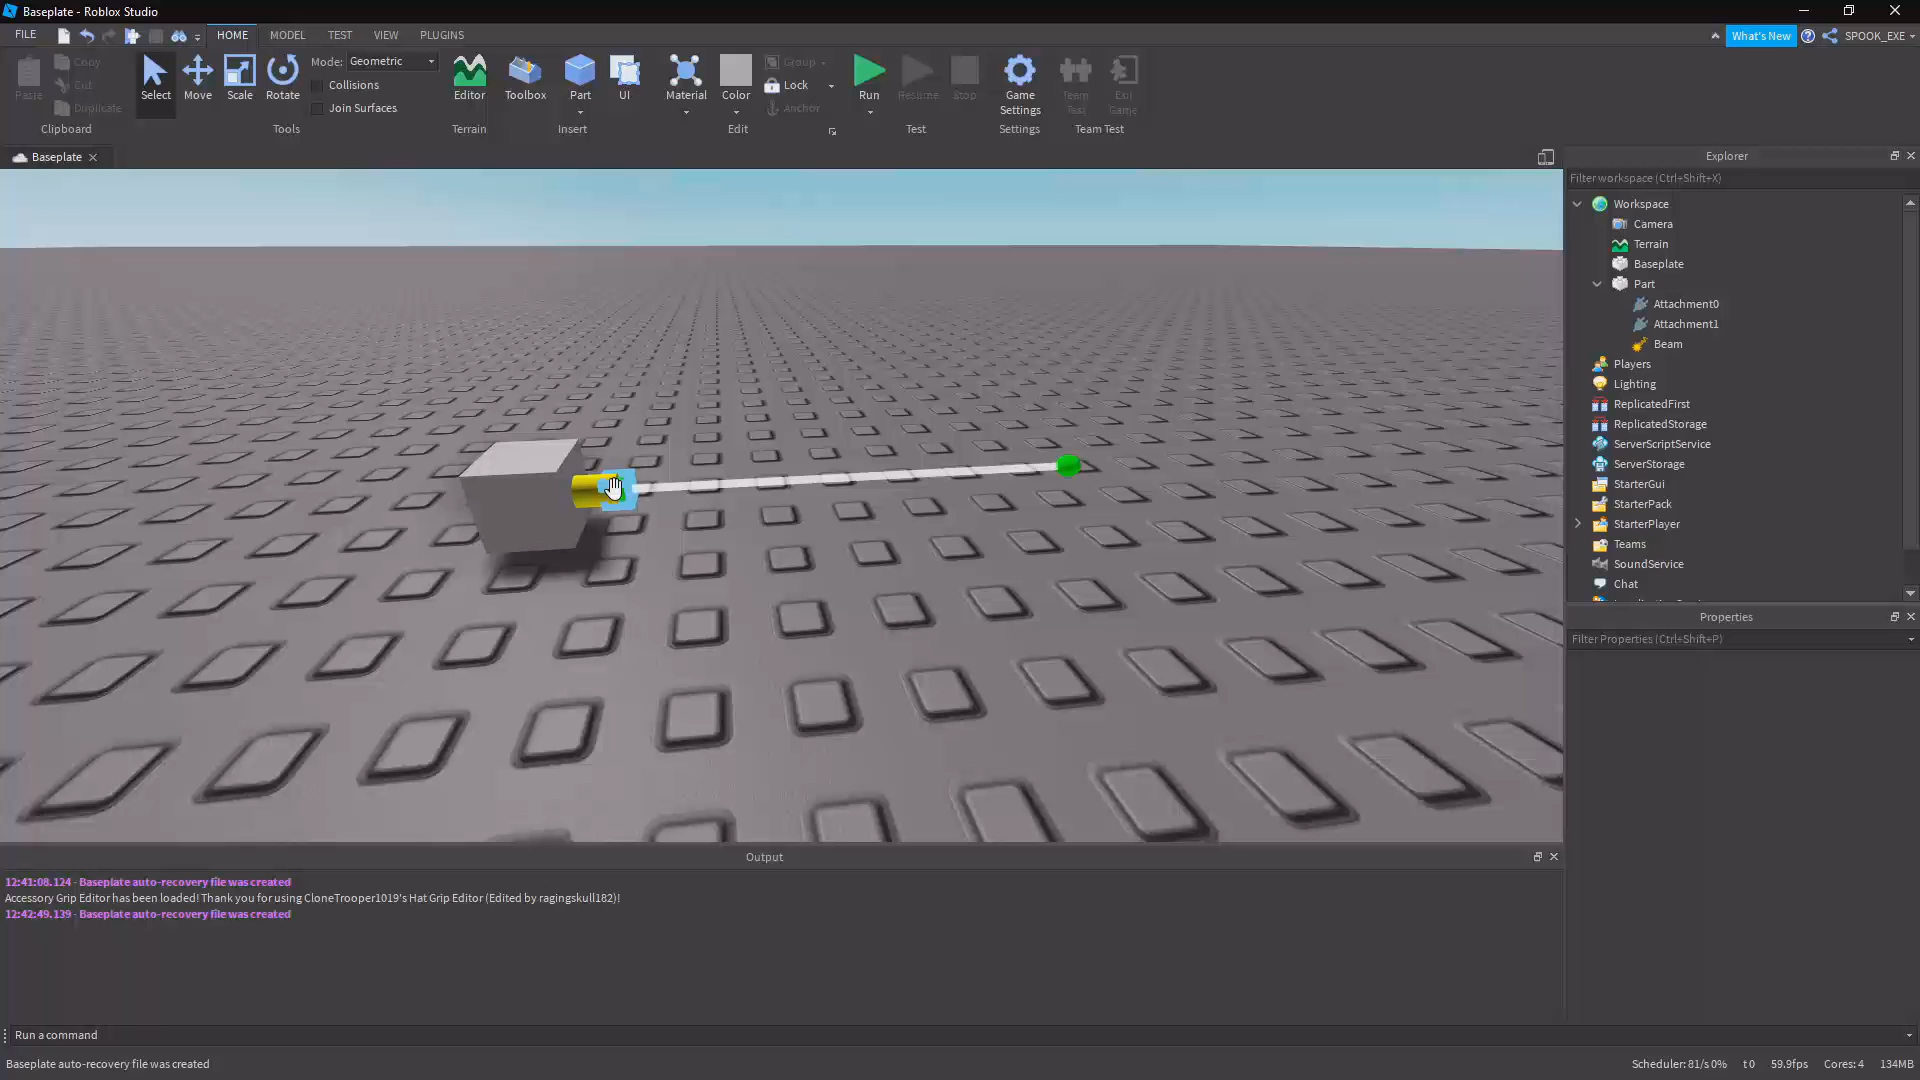 Baseplate - Roblox Studio
FILE HOME MODEL TEST VIEW PLUGINS What's New SPOOK_EXE
Paste Copy Cut Duplicate Clipboard
Select Move Scale Rotate Mode: Geometric Collisions Join Surfaces Tools
Editor Terrain
Toolbox Part UI Insert
Material Color Group Lock Anchor Edit
Run Resume Stop Test
Game Settings Settings
Team Test Exit Game Team Test
Baseplate
Explorer
Filter workspace (Ctrl+Shift+X)
Workspace
Camera
Terrain
Baseplate
Part
Attachment0
Attachment1
Beam
Players
Lighting
ReplicatedFirst
ReplicatedStorage
ServerScriptService
ServerStorage
StarterGui
StarterPack
StarterPlayer
Teams
SoundService
Chat
Properties
Filter Properties (Ctrl+Shift+P)
Output
12:41:08.124 - Baseplate auto-recovery file was created
Accessory Grip Editor has been loaded! Thank you for using CloneTrooper1019's Hat Grip Editor (Edited by ragingskull182)!
12:42:49.139 - Baseplate auto-recovery file was created
Run a command
Baseplate auto-recovery file was created Scheduler: 81/s 0% t 0 59.9fps Cores: 4 134MB